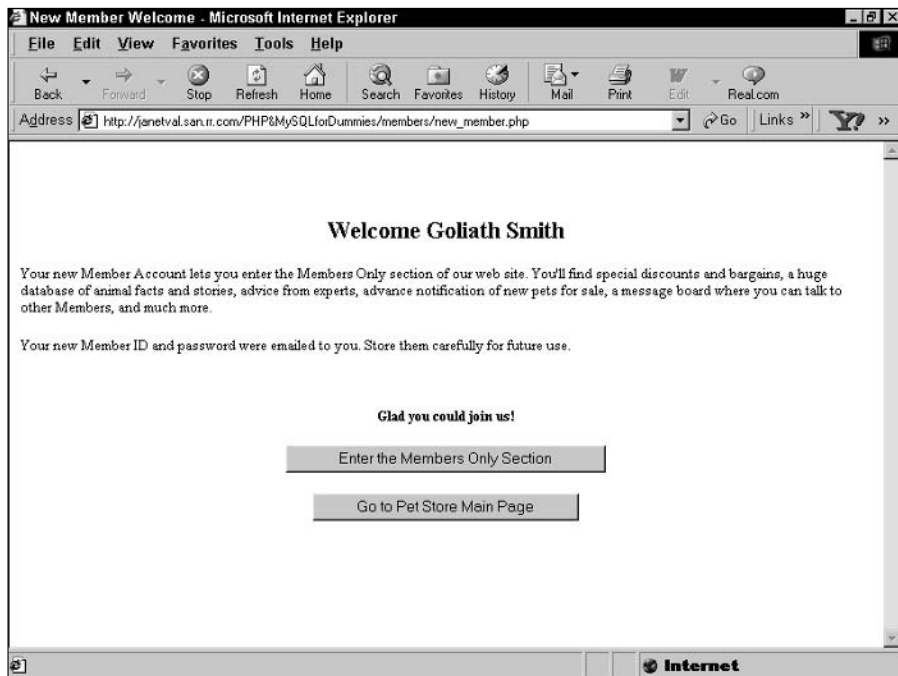 New Member Welcome - Microsoft Internet Explorer
File Edit View Favorites Tools Help
Back Forward Stop Refresh Home Search Favorites History Mail Print Edit Real.com
Address http://janetval.san.rr.com/PHP&MySQLforDummies/members/new_member.php Go Links »  Y? »
Welcome Goliath Smith
Your new Member Account lets you enter the Members Only section of our web site. You'll find special discounts and bargains, a huge
database of animal facts and stories, advice from experts, advance notification of new pets for sale, a message board where you can talk to
other Members, and much more.
Your new Member ID and password were emailed to you. Store them carefully for future use.
Glad you could join us!
Enter the Members Only Section
Go to Pet Store Main Page
Internet